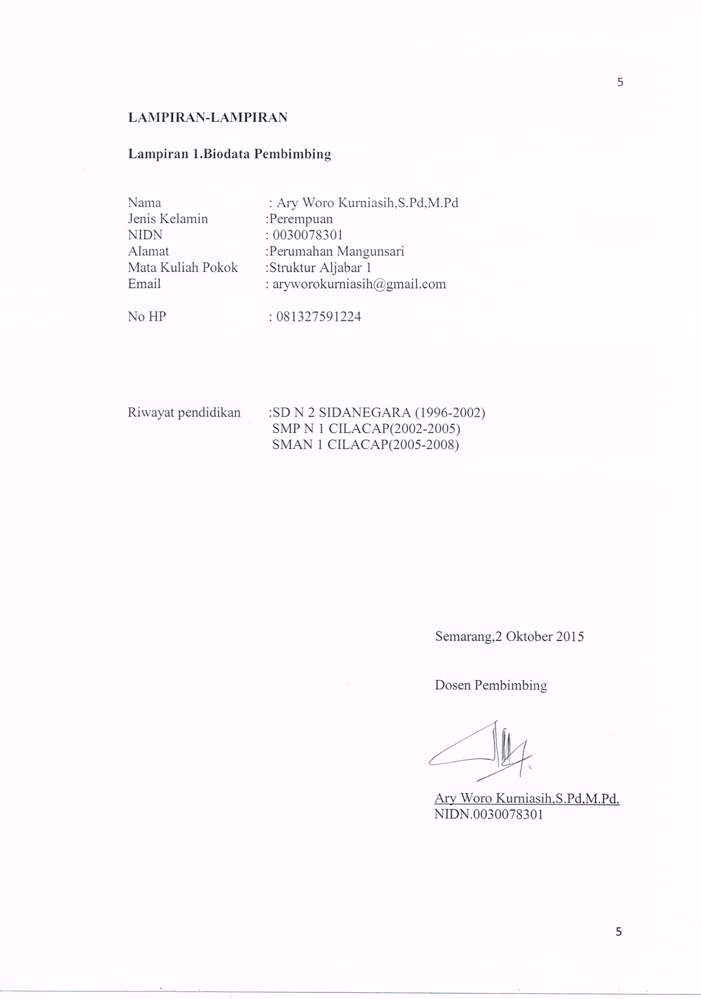 5
LAMPIRAN-LAMPIRAN
Lampiran 1.Biodata Pembimbing
Nama : Ary Woro Kurniasih,S.Pd,M.Pd
Jenis Kelamin :Perempuan
NIDN : 0030078301
Alamat :Perumahan Mangunsari
Mata Kuliah Pokok :Struktur Aljabar 1
Email : aryworokurniasih@gmail.com
No HP : 081327591224
Riwayat pendidikan :SD N 2 SIDANEGARA (1996-2002)
SMP N 1 CILACAP(2002-2005)
SMAN 1 CILACAP(2005-2008)
Semarang,2 Oktober 2015
Dosen Pembimbing
Ary Woro Kurniasih,S.Pd,M.Pd.
NIDN.0030078301
5